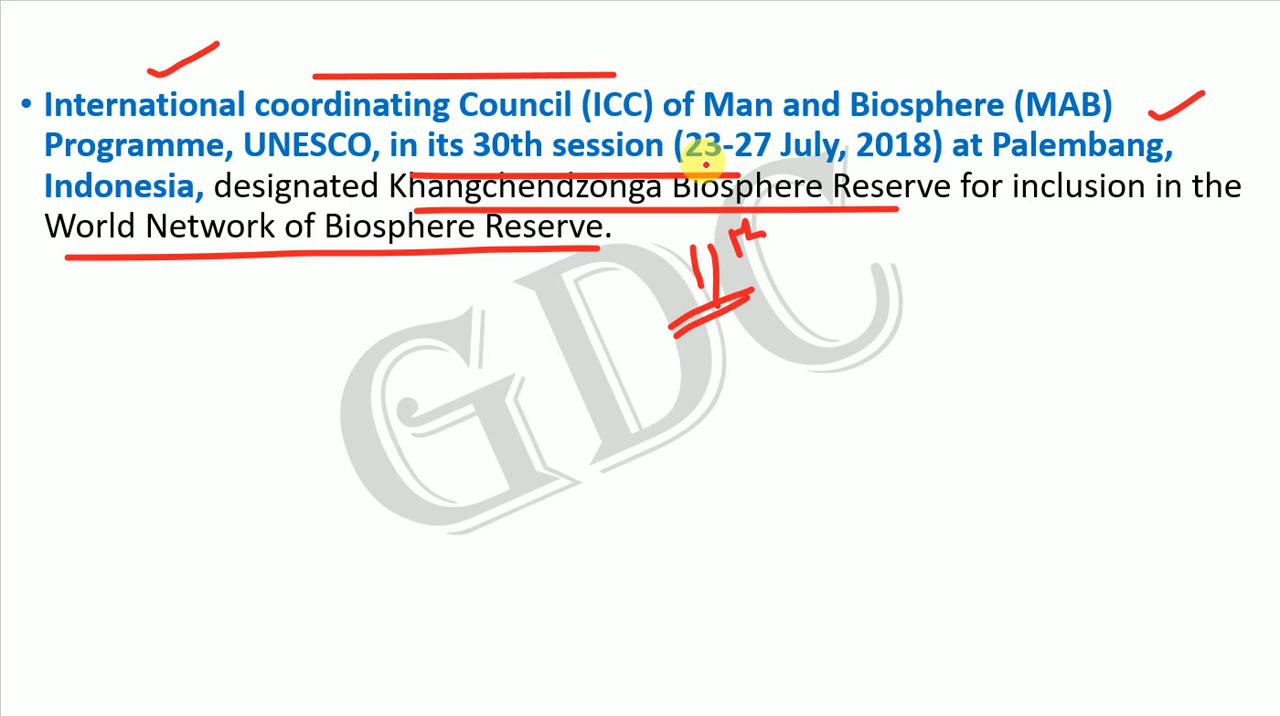 • International coordinating Council (ICC) of Man and Biosphere (MAB)
Programme, UNESCO, in its 30th session (23-27 July, 2018) at Palembang,
Indonesia, designated Khangchendzonga Biosphere Reserve for inclusion in the
World Network of Biosphere Reserve.
11th
GDC